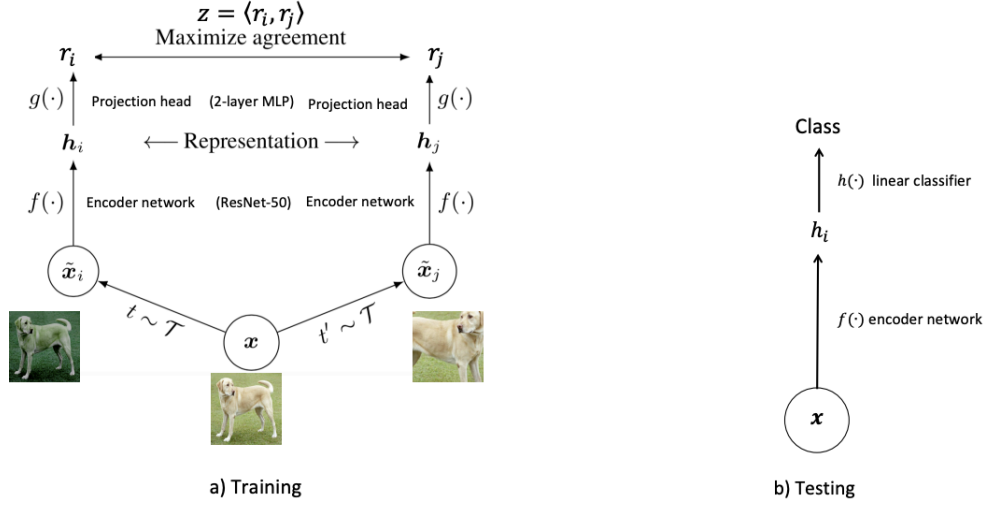 z = ⟨r_i, r_j⟩
Maximize agreement
r_i r_j
g(·) Projection head (2-layer MLP) Projection head g(·)
h_i ⟵ Representation ⟶ h_j
f(·) Encoder network (ResNet-50) Encoder network f(·)
x̃_i x̃_j
t ~ T t′ ~ T
x
a) Training
Class
h(·) linear classifier
h_i
f(·) encoder network
x
b) Testing